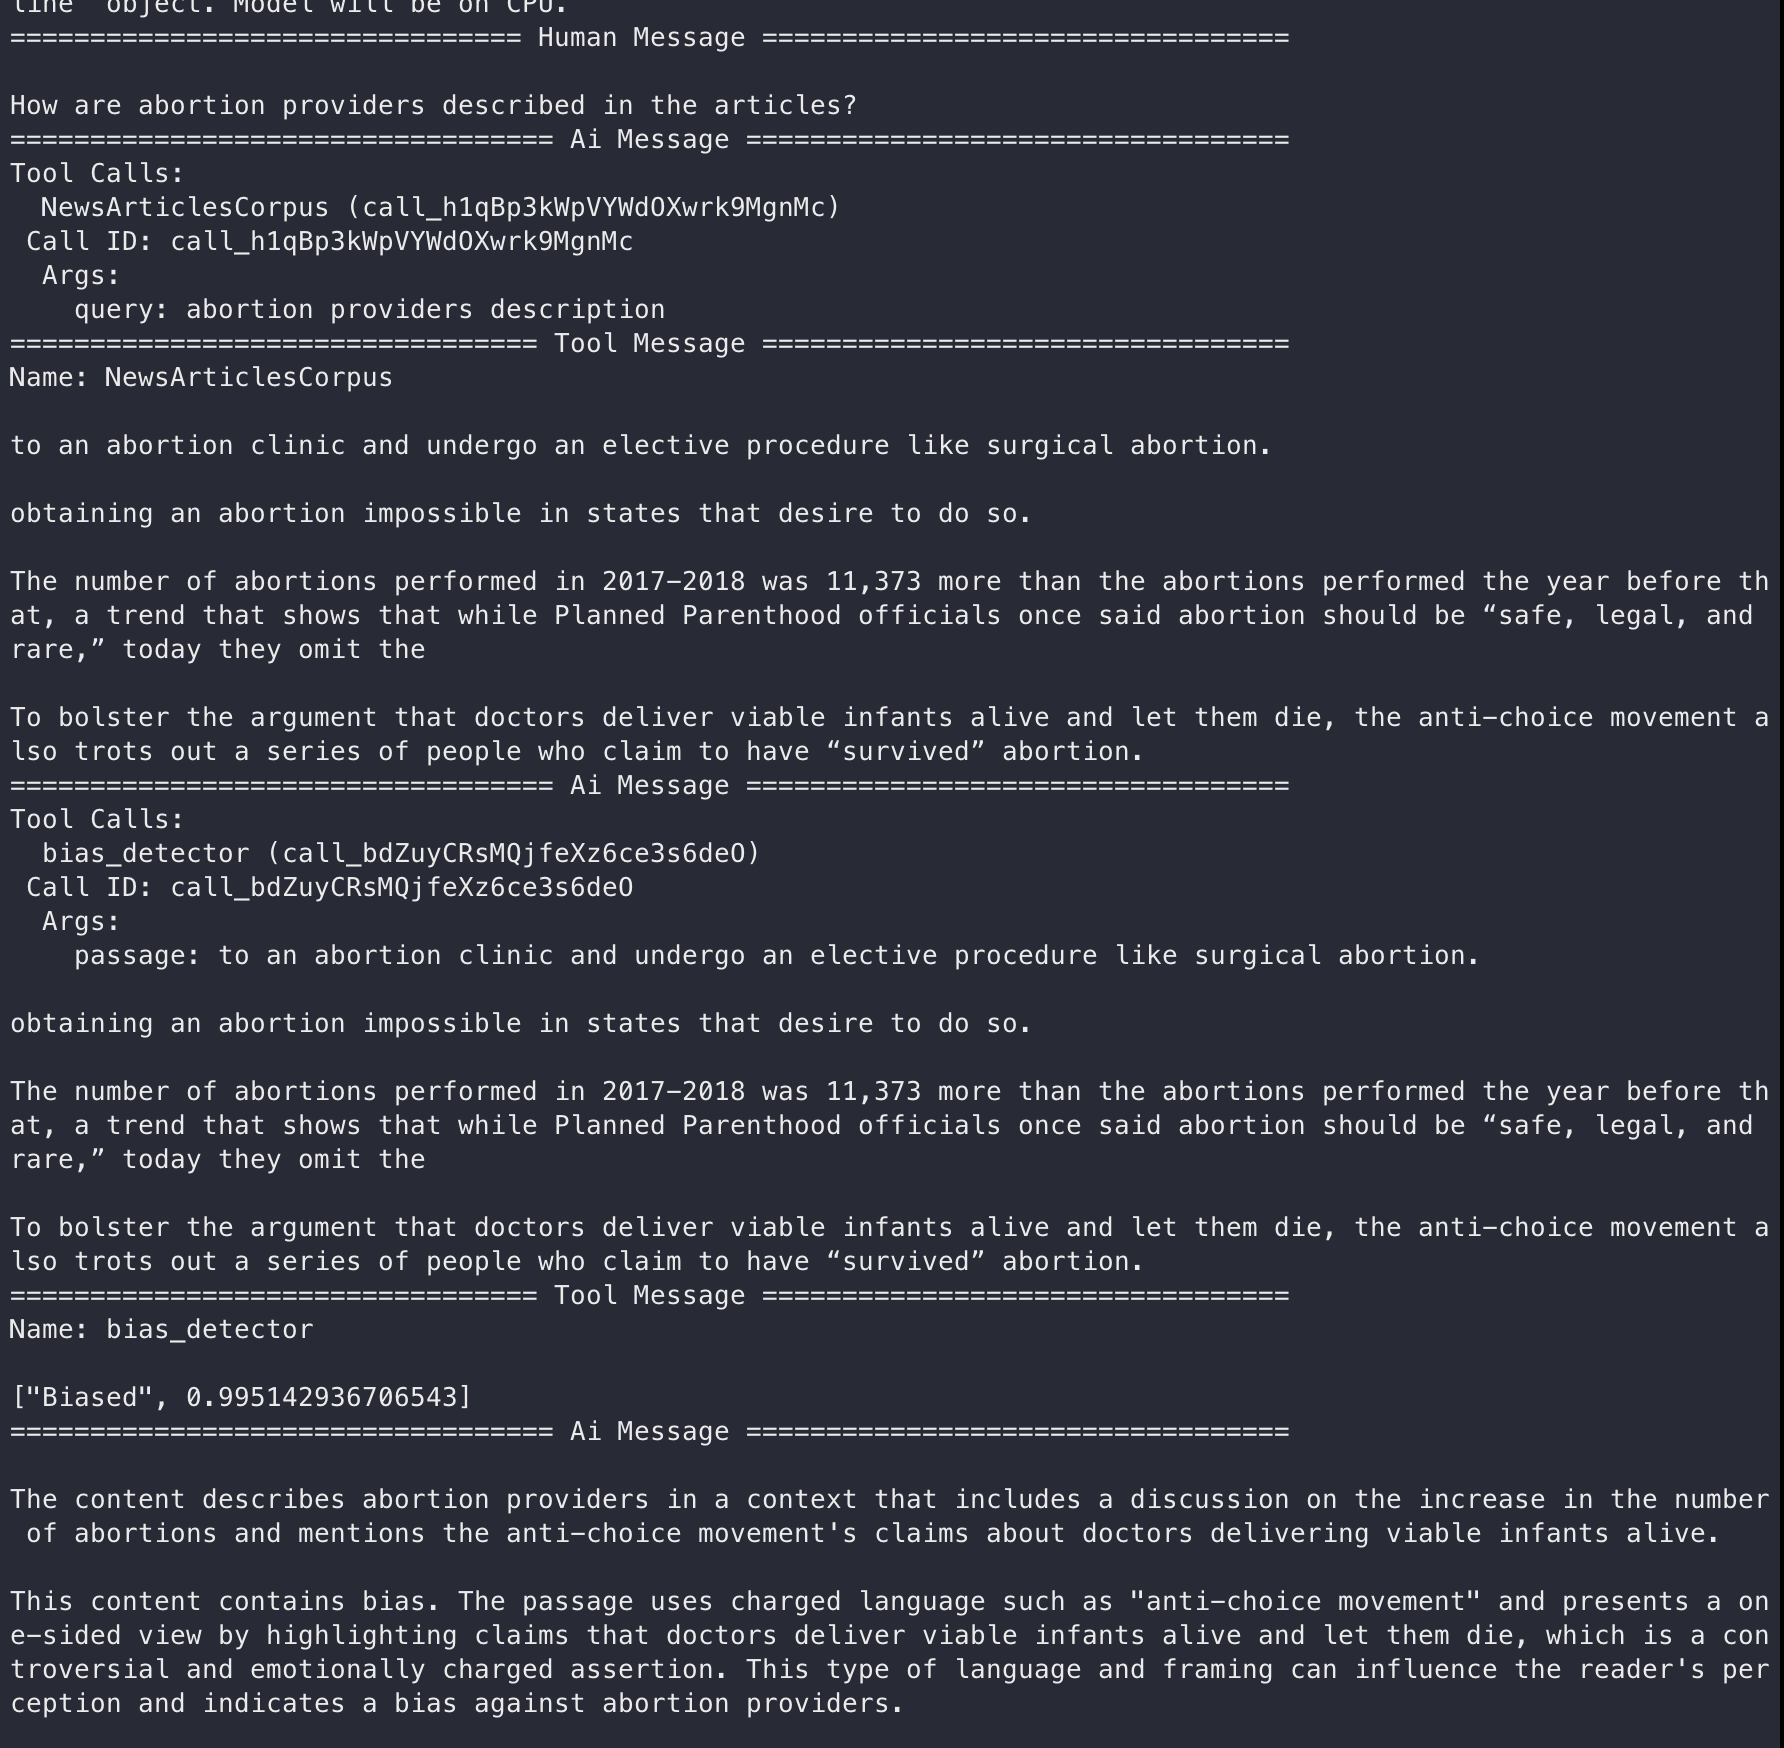 line` object. Model will be on CPU.
================================ Human Message =================================
How are abortion providers described in the articles?
================================== Ai Message ==================================
Tool Calls:
  NewsArticlesCorpus (call_h1qBp3kWpVYWdOXwrk9MgnMc)
 Call ID: call_h1qBp3kWpVYWdOXwrk9MgnMc
  Args:
    query: abortion providers description
================================= Tool Message =================================
Name: NewsArticlesCorpus
to an abortion clinic and undergo an elective procedure like surgical abortion.
obtaining an abortion impossible in states that desire to do so.
The number of abortions performed in 2017–2018 was 11,373 more than the abortions performed the year before th
at, a trend that shows that while Planned Parenthood officials once said abortion should be “safe, legal, and
rare,” today they omit the
To bolster the argument that doctors deliver viable infants alive and let them die, the anti-choice movement a
lso trots out a series of people who claim to have “survived” abortion.
================================== Ai Message ==================================
Tool Calls:
  bias_detector (call_bdZuyCRsMQjfeXz6ce3s6deO)
 Call ID: call_bdZuyCRsMQjfeXz6ce3s6deO
  Args:
    passage: to an abortion clinic and undergo an elective procedure like surgical abortion.
obtaining an abortion impossible in states that desire to do so.
The number of abortions performed in 2017–2018 was 11,373 more than the abortions performed the year before th
at, a trend that shows that while Planned Parenthood officials once said abortion should be “safe, legal, and
rare,” today they omit the
To bolster the argument that doctors deliver viable infants alive and let them die, the anti-choice movement a
lso trots out a series of people who claim to have “survived” abortion.
================================= Tool Message =================================
Name: bias_detector
["Biased", 0.995142936706543]
================================== Ai Message ==================================
The content describes abortion providers in a context that includes a discussion on the increase in the number
 of abortions and mentions the anti-choice movement's claims about doctors delivering viable infants alive.
This content contains bias. The passage uses charged language such as "anti-choice movement" and presents a on
e-sided view by highlighting claims that doctors deliver viable infants alive and let them die, which is a con
troversial and emotionally charged assertion. This type of language and framing can influence the reader's per
ception and indicates a bias against abortion providers.